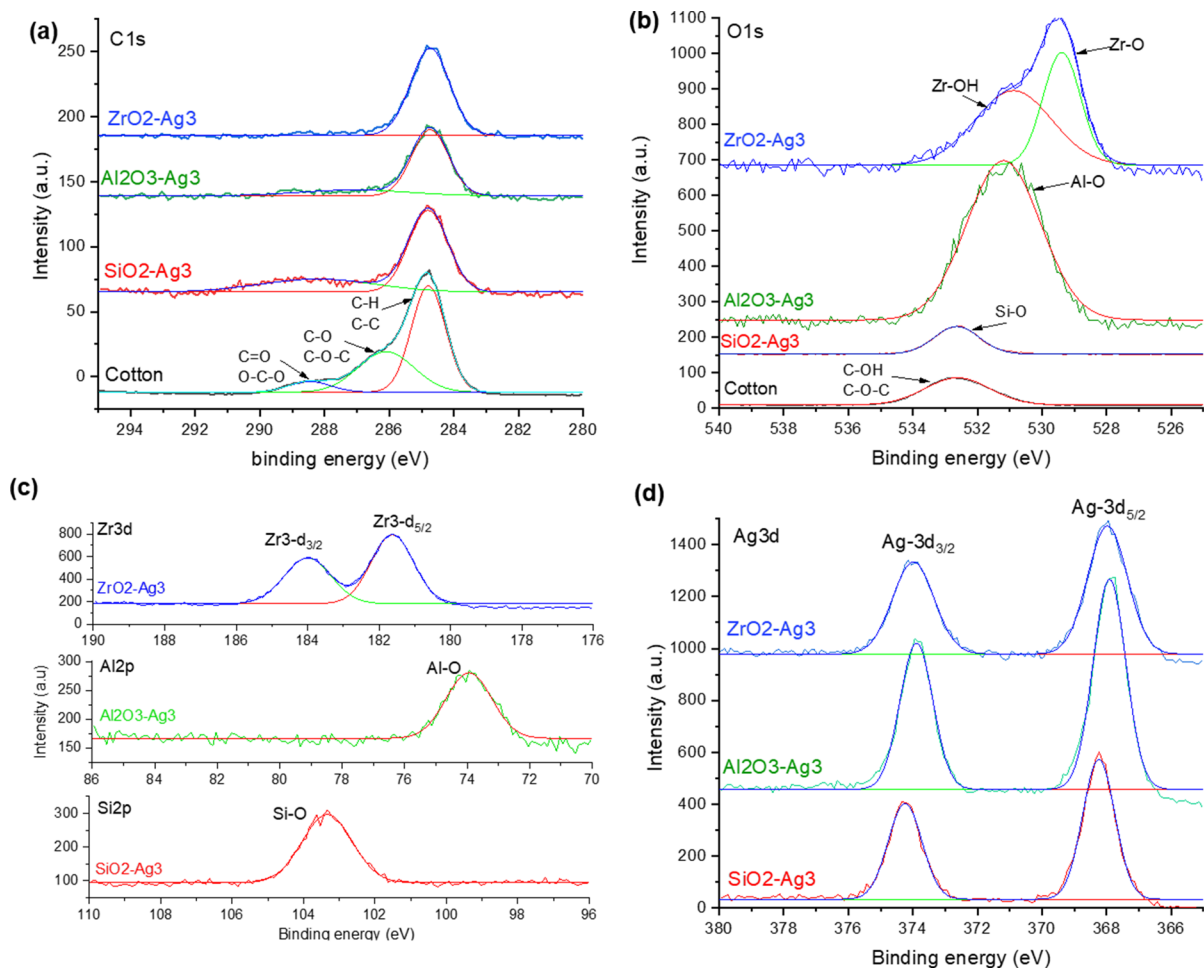 (a)
C1s
250
200
150
100
50
0
ZrO2-Ag3
Al2O3-Ag3
SiO2-Ag3
Cotton
C-H
C-C
C-O
C-O-C
C=O
O-C-O
294 292 290 288 286 284 282 280
binding energy (eV)
Intensity (a.u.)
(b)
O1s
1100
1000
900
800
700
600
500
400
300
200
100
0
Zr-O
Zr-OH
ZrO2-Ag3
Al-O
Al2O3-Ag3
Si-O
SiO2-Ag3
C-OH
C-O-C
Cotton
540 538 536 534 532 530 528 526
Binding energy (eV)
Intensity (a.u.)
(c)
Zr3d
Zr3-d3/2
Zr3-d5/2
ZrO2-Ag3
800
600
400
200
0
190 188 186 184 182 180 178 176
Al2p
Al-O
Al2O3-Ag3
300
250
200
150
86 84 82 80 78 76 74 72 70
Intensity (a.u)
Si2p
Si-O
SiO2-Ag3
300
200
100
110 108 106 104 102 100 98 96
Binding energy (eV)
(d)
Ag3d
Ag-3d3/2
Ag-3d5/2
ZrO2-Ag3
Al2O3-Ag3
SiO2-Ag3
1400
1200
1000
800
600
400
200
0
380 378 376 374 372 370 368 366
Binding energy (eV)
Intensity (a.u.)